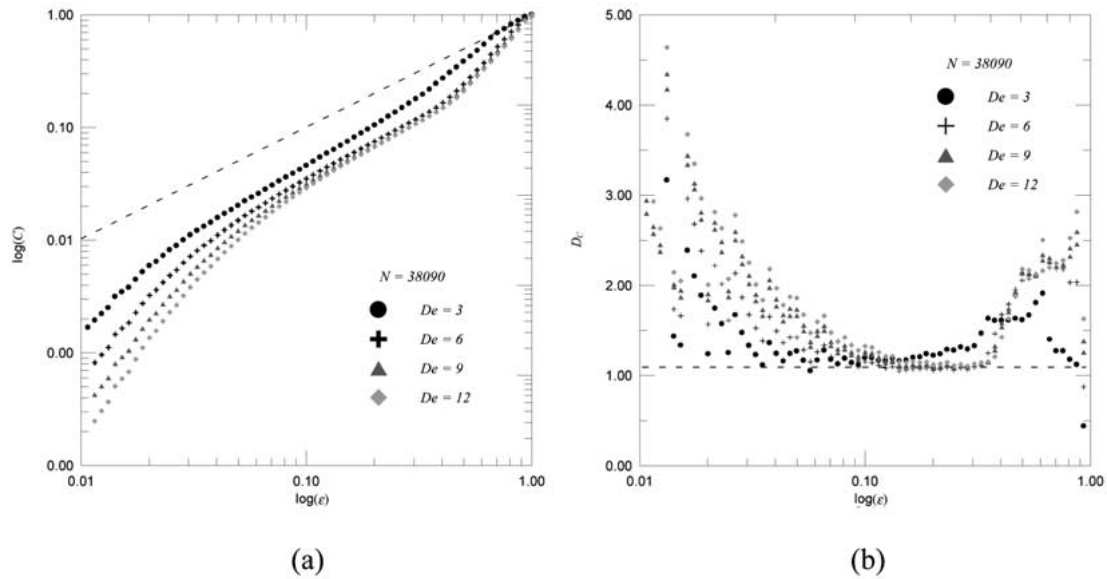 1.00
0.10
0.01
0.00
0.00
log(C)
N = 38090
De = 3
De = 6
De = 9
De = 12
0.01
0.10
1.00
log(ε)
(a)
5.00
4.00
3.00
2.00
1.00
0.00
D_C
N = 38090
De = 3
De = 6
De = 9
De = 12
0.01
0.10
1.00
log(ε)
(b)